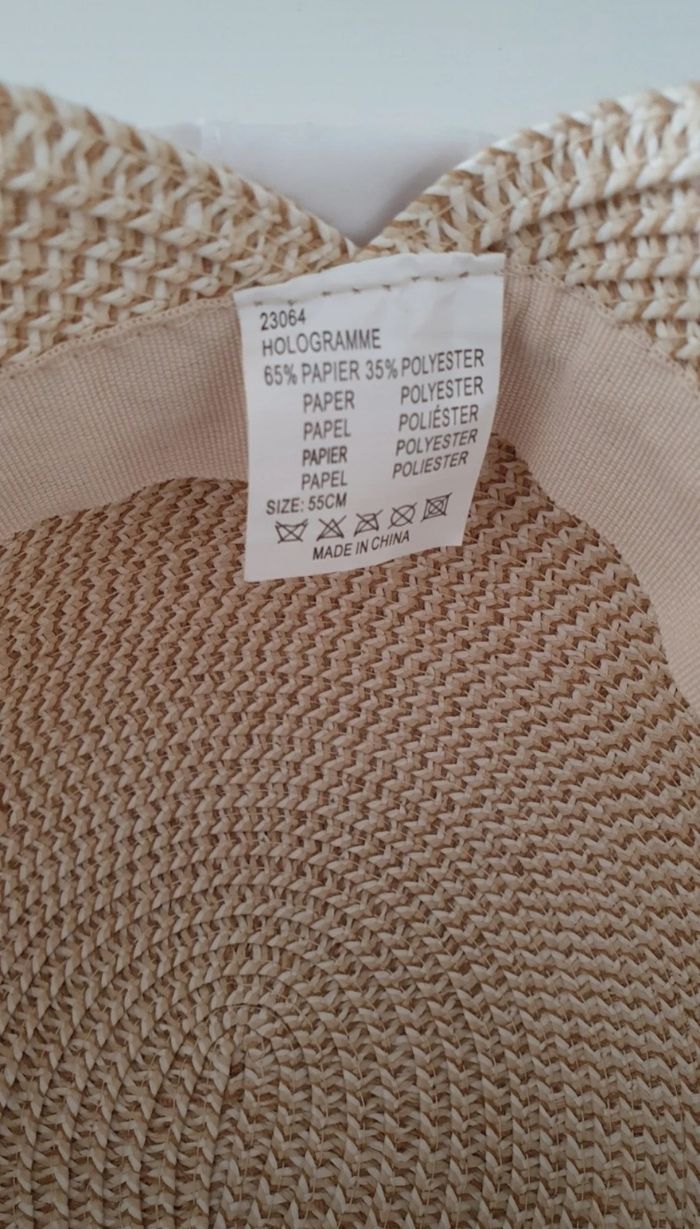 23064
HOLOGRAMME
65% PAPIER 35% POLYESTER
PAPER POLYESTER
PAPEL POLIÉSTER
PAPIER POLYESTER
PAPEL POLIESTER
SIZE: 55CM
MADE IN CHINA